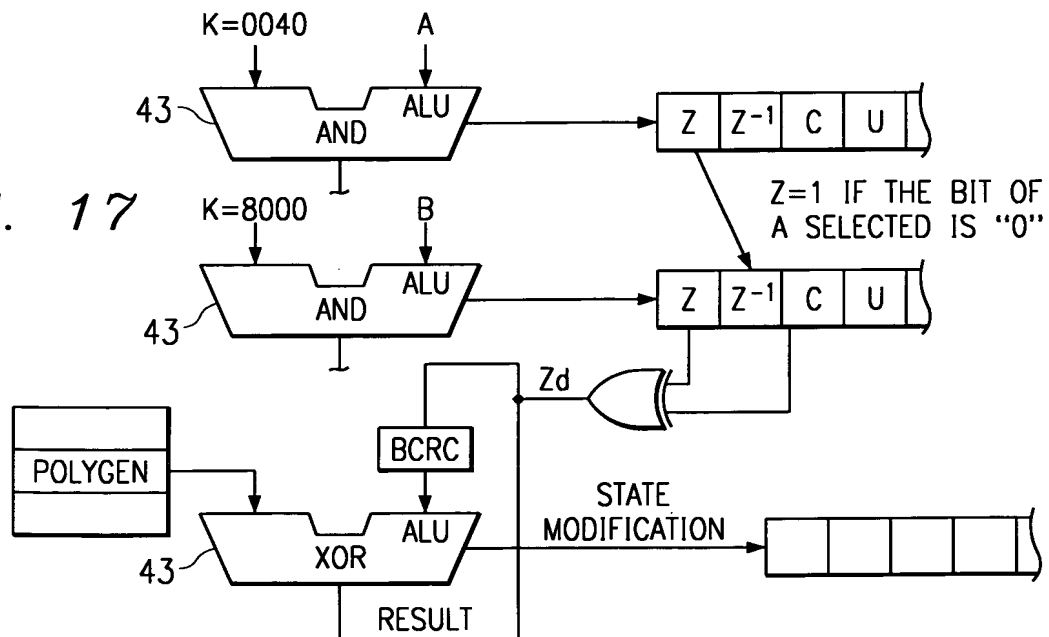 K=0040 A
43 AND ALU Z Z⁻¹ C U
. 17
Z=1 IF THE BIT OF
A SELECTED IS “0”
K=8000 B
43 AND ALU Z Z⁻¹ C U
Zd
BCRC
POLYGEN
STATE
MODIFICATION
43 XOR ALU
RESULT